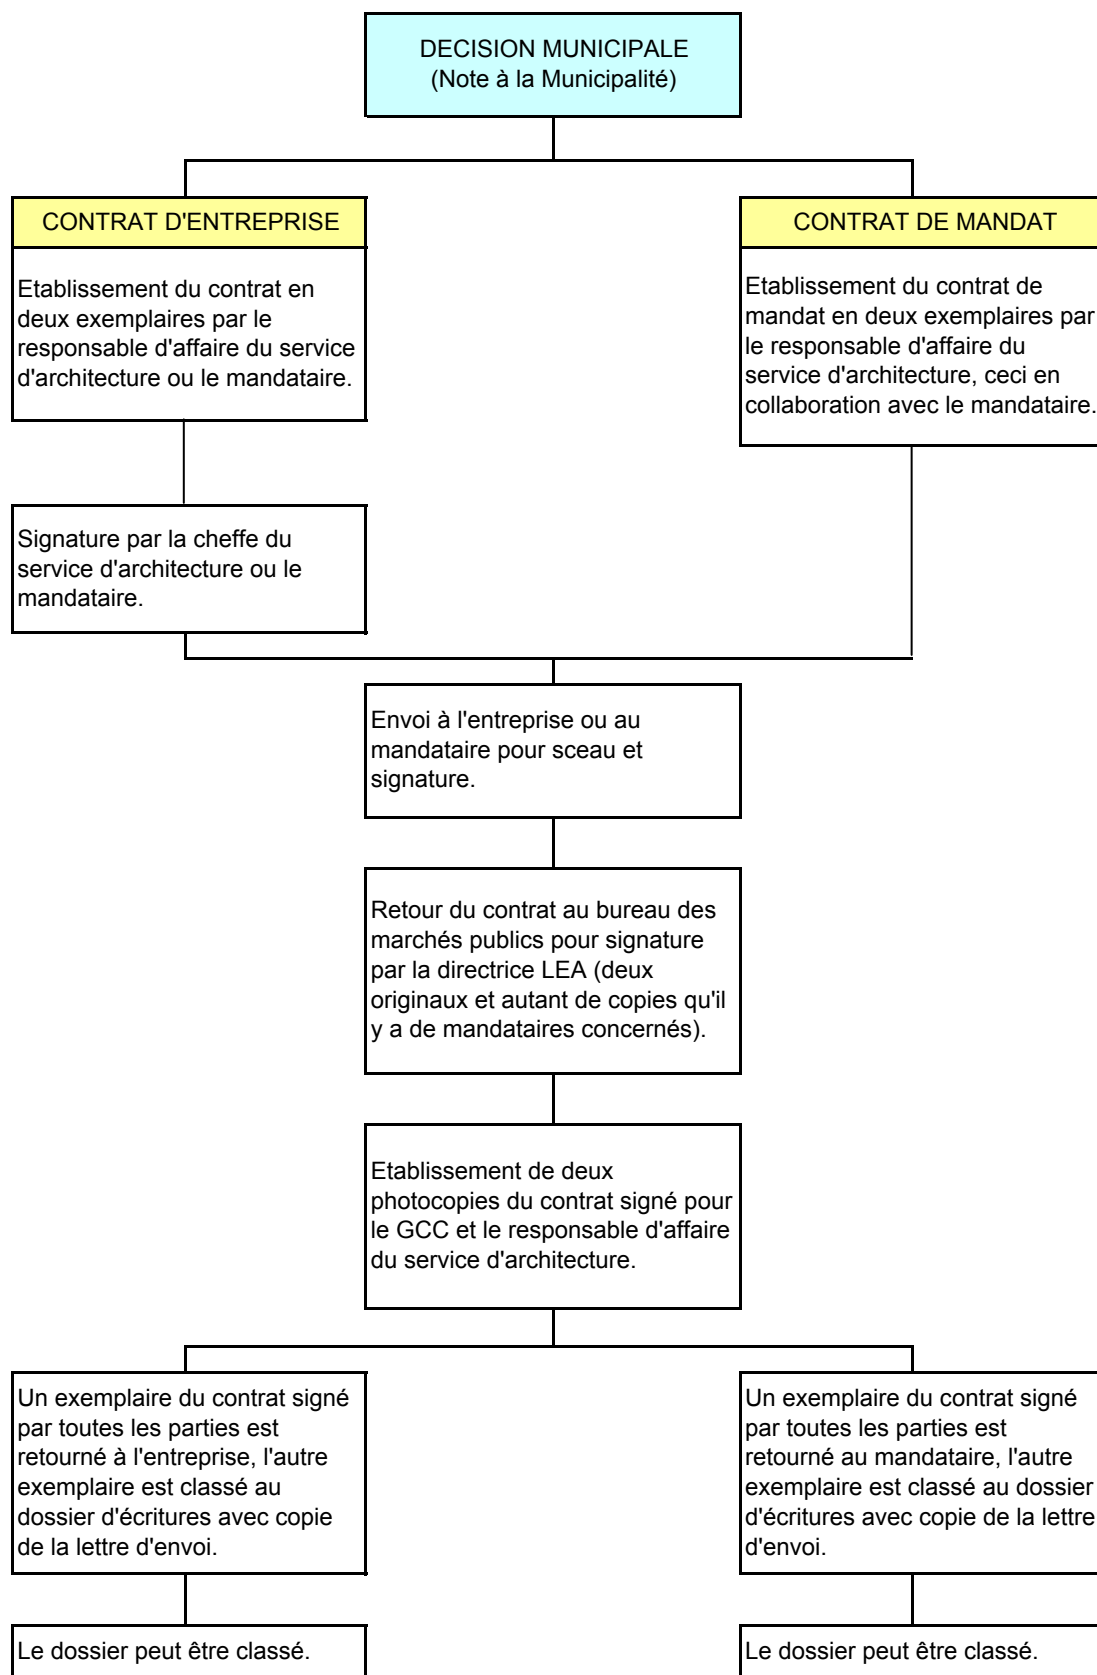 DECISION MUNICIPALE
(Note à la Municipalité)
CONTRAT D'ENTREPRISE
Etablissement du contrat en
deux exemplaires par le
responsable d'affaire du service
d'architecture ou le mandataire.
CONTRAT DE MANDAT
Etablissement du contrat de
mandat en deux exemplaires par
le responsable d'affaire du
service d'architecture, ceci en
collaboration avec le mandataire.
Signature par la cheffe du
service d'architecture ou le
mandataire.
Envoi à l'entreprise ou au
mandataire pour sceau et
signature.
Retour du contrat au bureau des
marchés publics pour signature
par la directrice LEA (deux
originaux et autant de copies qu'il
y a de mandataires concernés).
Etablissement de deux
photocopies du contrat signé pour
le GCC et le responsable d'affaire
du service d'architecture.
Un exemplaire du contrat signé
par toutes les parties est
retourné à l'entreprise, l'autre
exemplaire est classé au
dossier d'écritures avec copie
de la lettre d'envoi.
Un exemplaire du contrat signé
par toutes les parties est
retourné au mandataire, l'autre
exemplaire est classé au dossier
d'écritures avec copie de la lettre
d'envoi.
Le dossier peut être classé.
Le dossier peut être classé.